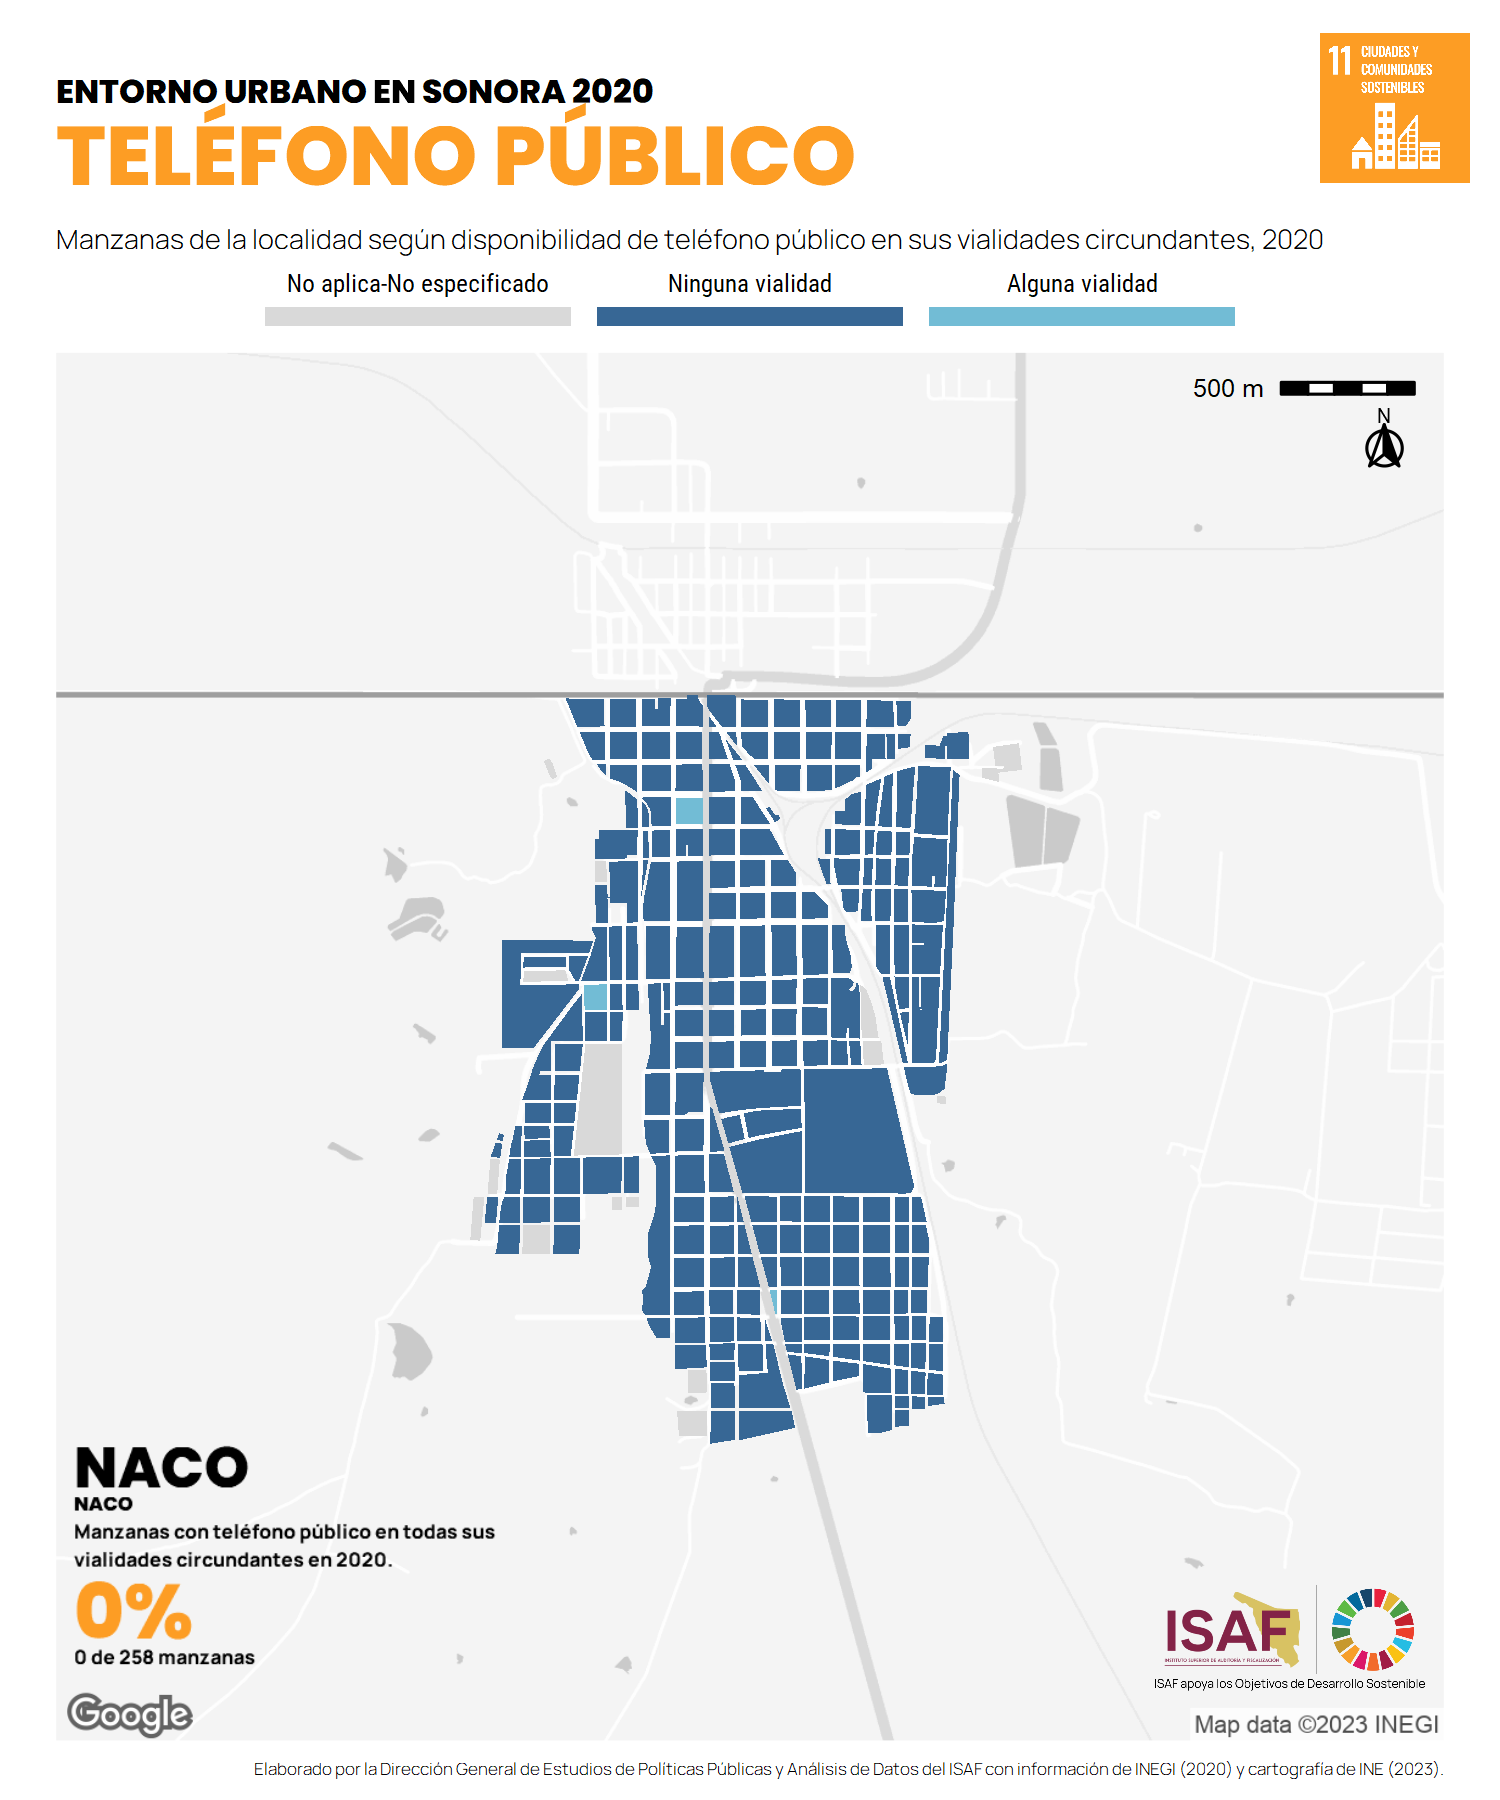 ENTORNO URBANO EN SONORA 2020
TELÉFONO PÚBLICO
11 CIUDADES Y
COMUNIDADES
SOSTENIBLES
Manzanas de la localidad según disponibilidad de teléfono público en sus vialidades circundantes, 2020
No aplica-No especificado
Ninguna vialidad
Alguna vialidad
500 m
N
NACO
NACO
Manzanas con teléfono público en todas sus
vialidades circundantes en 2020.
0%
0 de 258 manzanas
Google
ISAF
INSTITUTO SUPERIOR DE AUDITORÍA Y FISCALIZACIÓN
ISAF apoya los Objetivos de Desarrollo Sostenible
Map data ©2023 INEGI
Elaborado por la Dirección General de Estudios de Políticas Públicas y Análisis de Datos del ISAF con información de INEGI (2020) y cartografía de INE (2023).